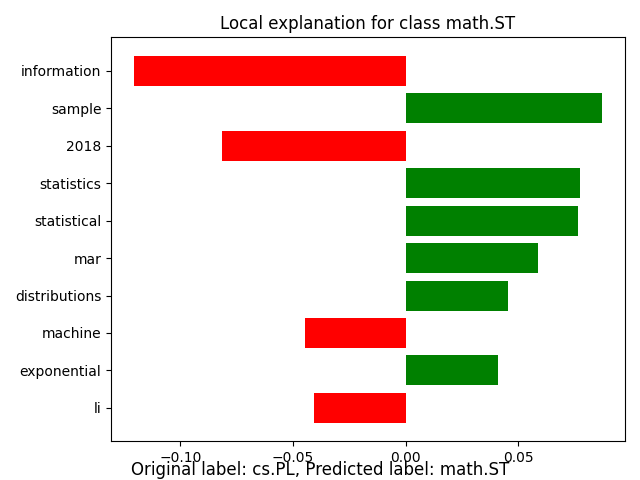 Local explanation for class math.ST
information
sample
2018
statistics
statistical
mar
distributions
machine
exponential
li
−0.10 −0.05 0.00 0.05
Original label: cs.PL, Predicted label: math.ST